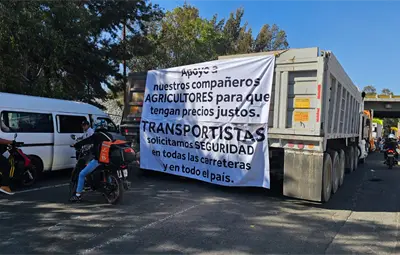 Apoyo a
nuestros compañeros
AGRICULTORES para que
tengan precios justos.
TRANSPORTISTAS
solicitamos SEGURIDAD
en todas las carreteras
y en todo el país.